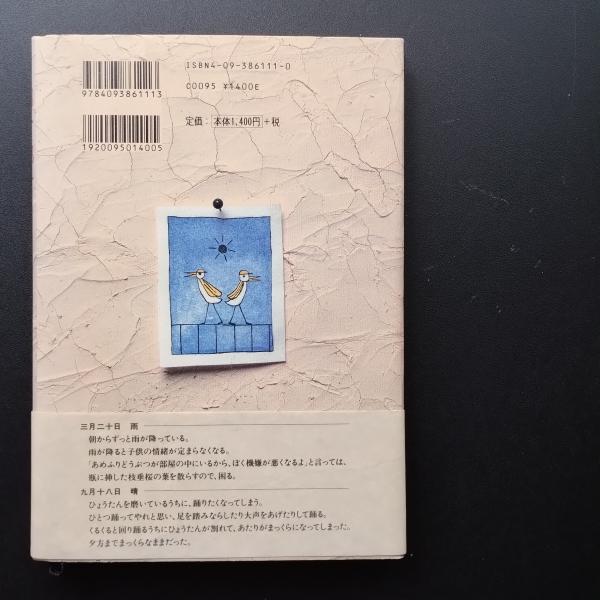 ISBN4-09-386111-0
C0095 ¥1400E
9784093861113
定価：本体1,400円+税
1920095014005
三月二十日　雨
朝からずっと雨が降っている。
雨が降ると子供の情緒が定まらなくなる。
「あめふりどうぶつが部屋の中にいるから、ぼく機嫌が悪くなるよ」と言っては、
瓶に挿した枝垂桜の葉を散らすので、困る。
九月十八日　晴
ひょうたんを磨いているうちに、踊りたくなってしまう。
ひとつ踊ってやれと思い、足を踏みならしたり大声をあげたりして踊る。
くるくると回り踊るうちにひょうたんが割れて、あたりがまっくらになってしまった。
夕方までまっくらなままだった。